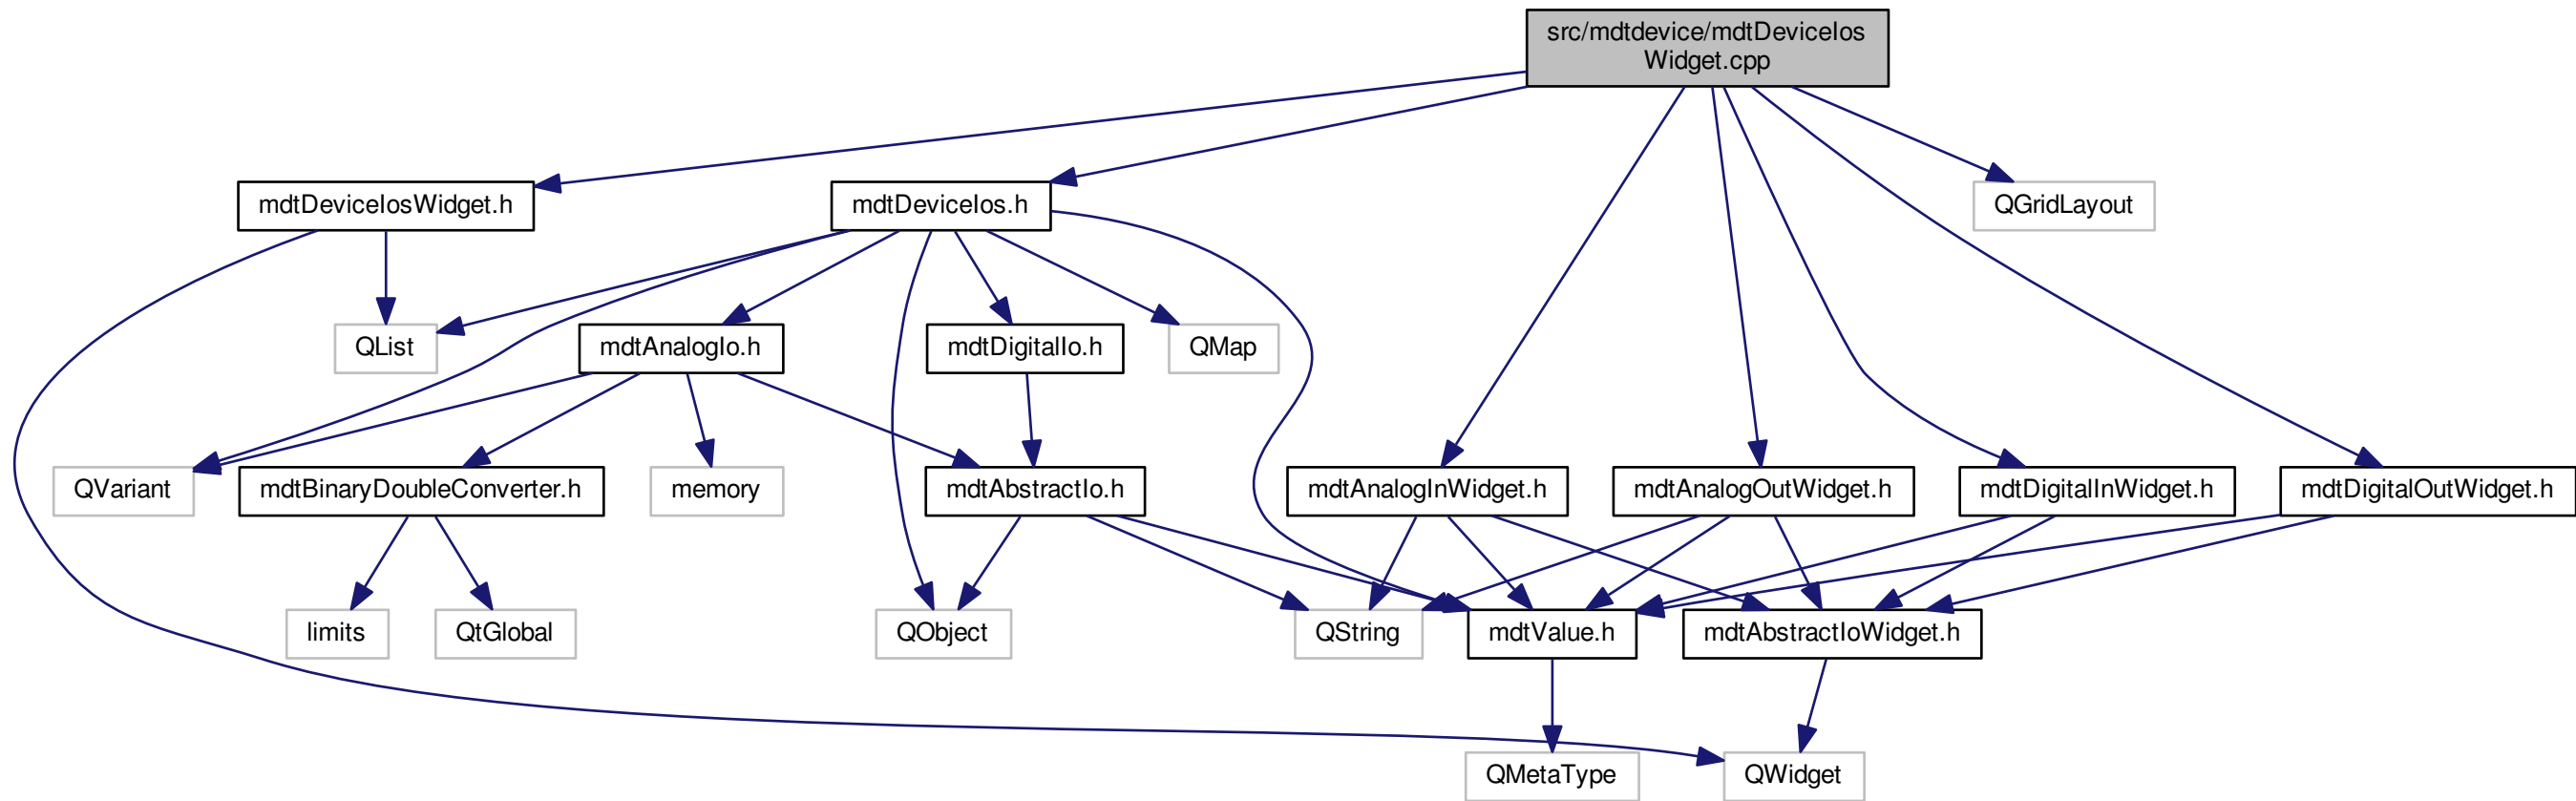 src/mdtdevice/mdtDeviceIos
Widget.cpp
mdtDeviceIosWidget.h
mdtDeviceIos.h
QGridLayout
QList
mdtAnalogIo.h
mdtDigitalIo.h
QMap
QVariant
mdtBinaryDoubleConverter.h
memory
mdtAbstractIo.h
mdtAnalogInWidget.h
mdtAnalogOutWidget.h
mdtDigitalInWidget.h
mdtDigitalOutWidget.h
limits
QtGlobal
QObject
QString
mdtValue.h
mdtAbstractIoWidget.h
QMetaType
QWidget